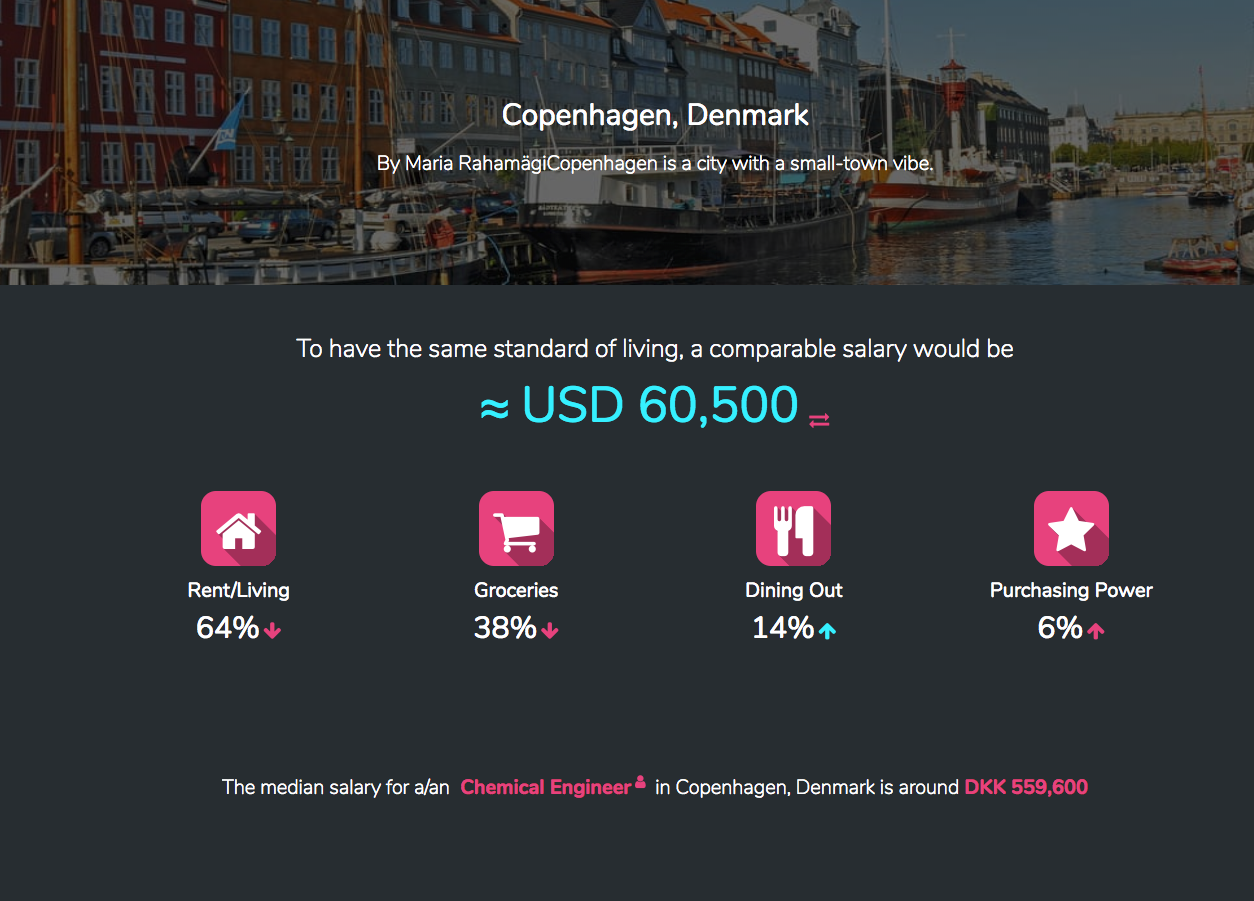 Copenhagen, Denmark
By Maria RahamägiCopenhagen is a city with a small-town vibe.
To have the same standard of living, a comparable salary would be
≈ USD 60,500
Rent/Living Groceries Dining Out Purchasing Power
64% 38% 14% 6%
The median salary for a/an Chemical Engineer in Copenhagen, Denmark is around DKK 559,600